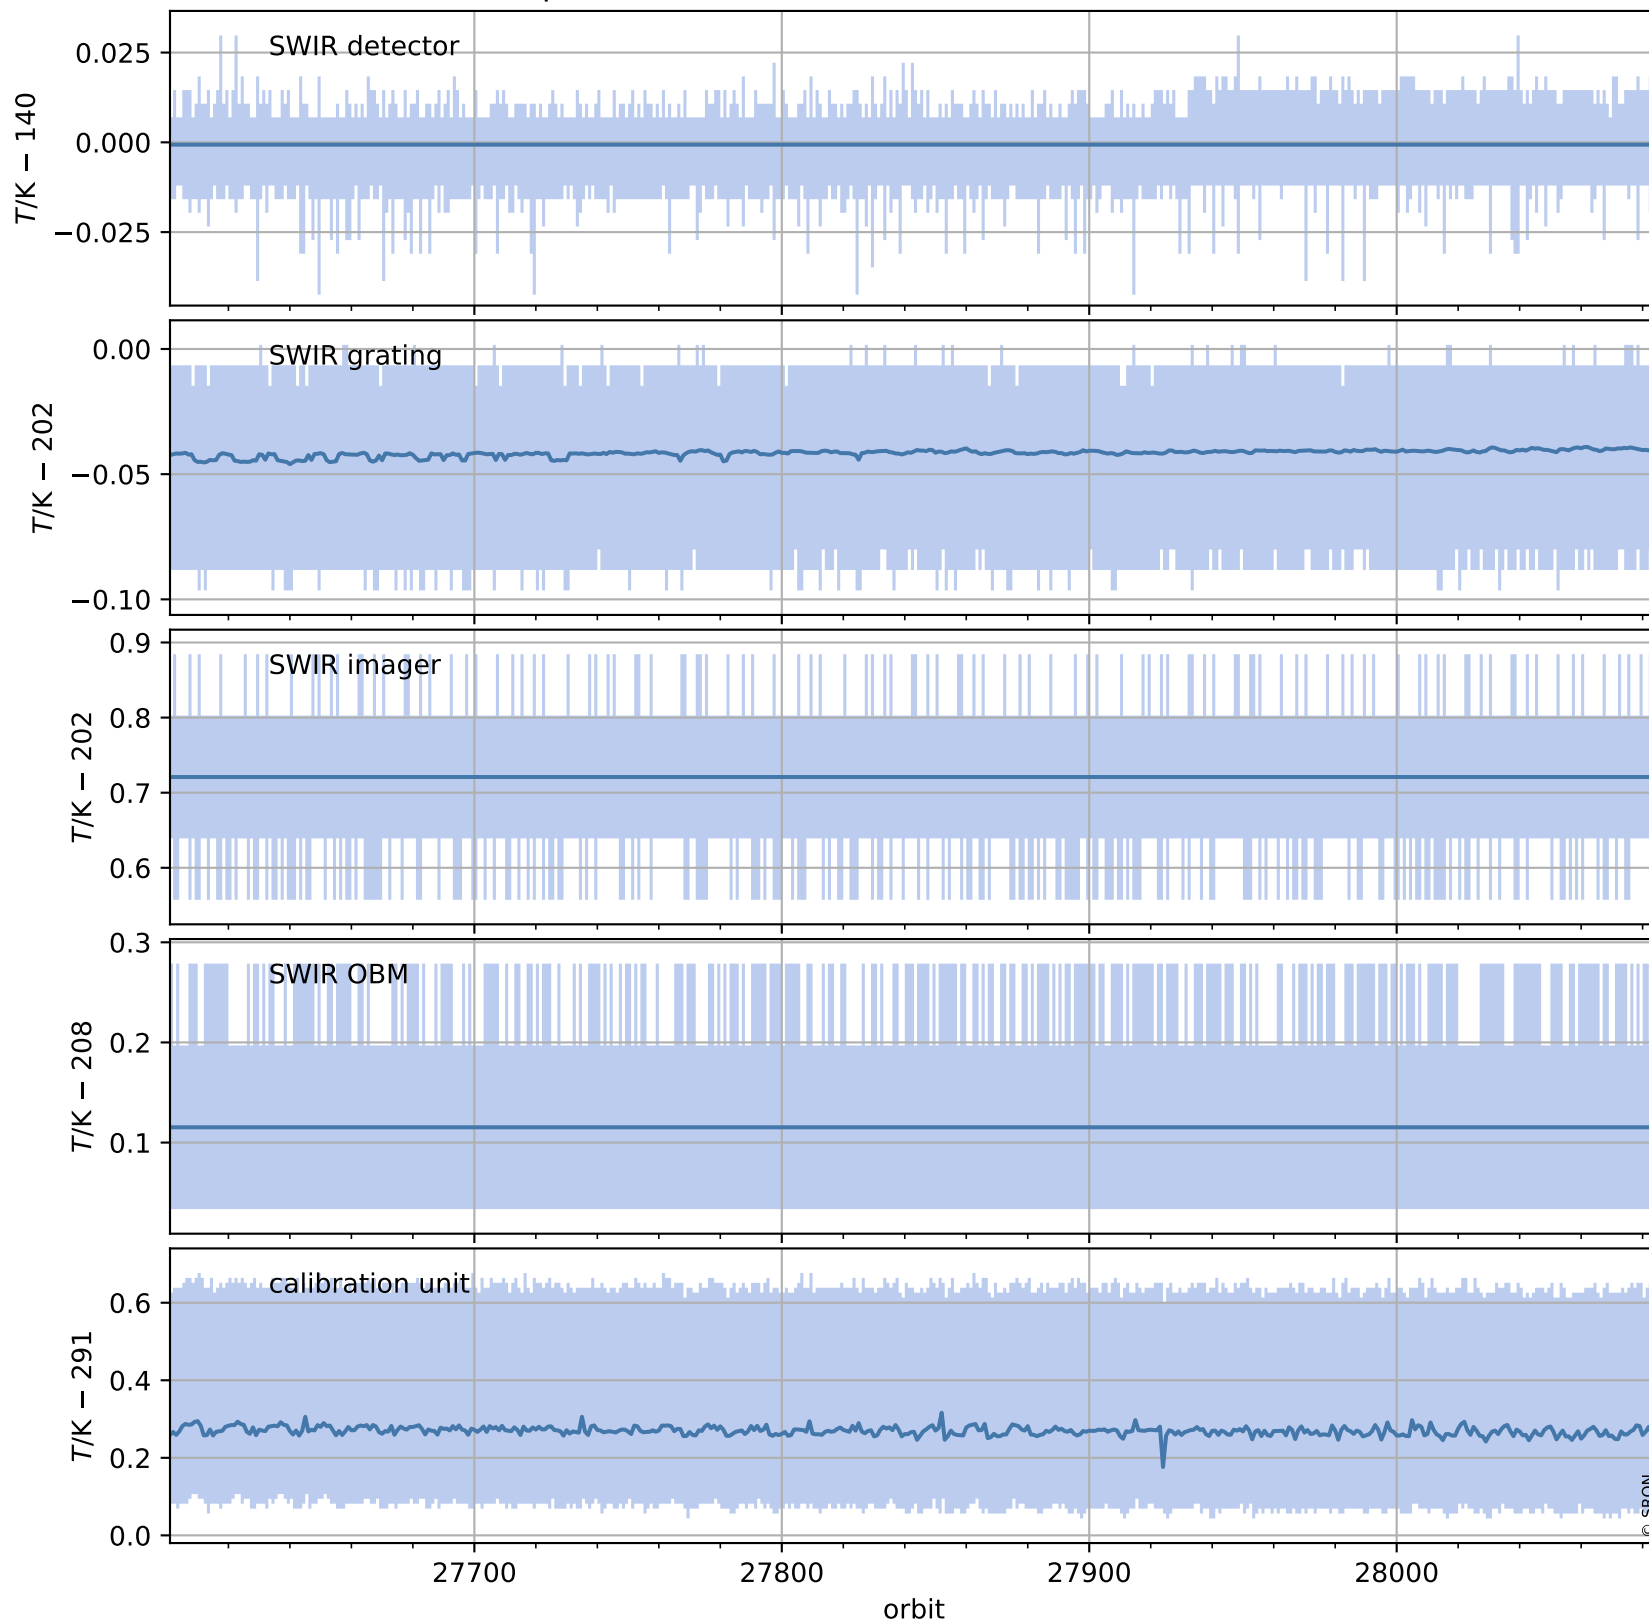 SWIR detector
T/K − 140
0.025
0.000
−0.025
SWIR grating
T/K − 202
0.00
−0.05
−0.10
SWIR imager
T/K − 202
0.9
0.8
0.7
0.6
SWIR OBM
T/K − 208
0.3
0.2
0.1
calibration unit
T/K − 291
0.6
0.4
0.2
0.0
27700 27800 27900 28000
orbit
© SRON